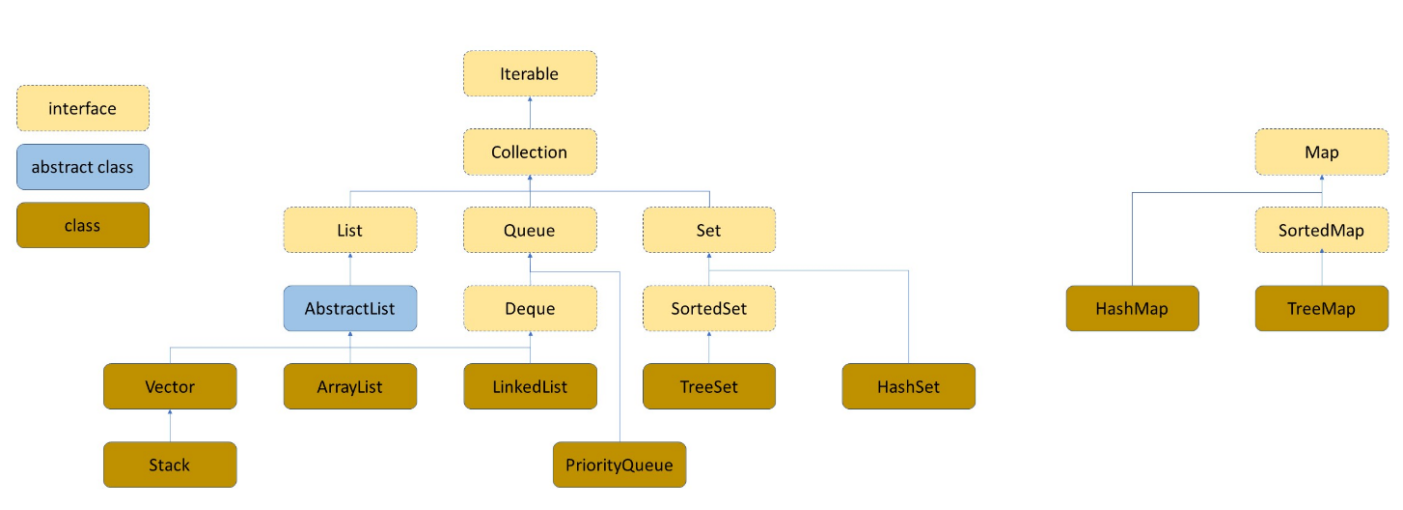 Iterable
interface
Collection
Map
abstract class
class
List
Queue
Set
SortedMap
AbstractList
Deque
SortedSet
HashMap
TreeMap
Vector
ArrayList
LinkedList
TreeSet
HashSet
Stack
PriorityQueue